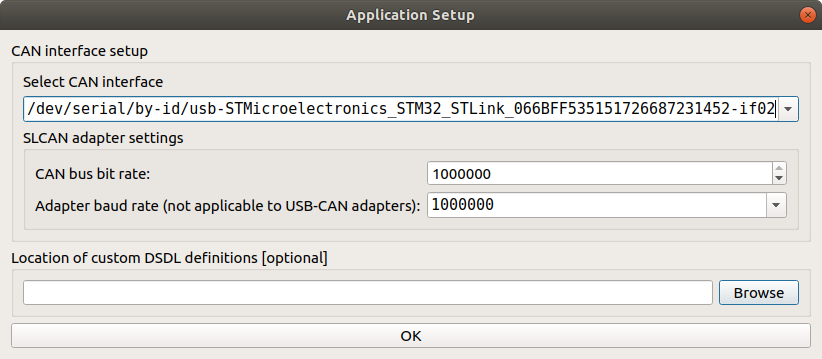 Application Setup
CAN interface setup
Select CAN interface
/dev/serial/by-id/usb-STMicroelectronics_STM32_STLink_066BFF535151726687231452-if02
SLCAN adapter settings
CAN bus bit rate: 1000000
Adapter baud rate (not applicable to USB-CAN adapters): 1000000
Location of custom DSDL definitions [optional]
Browse
OK